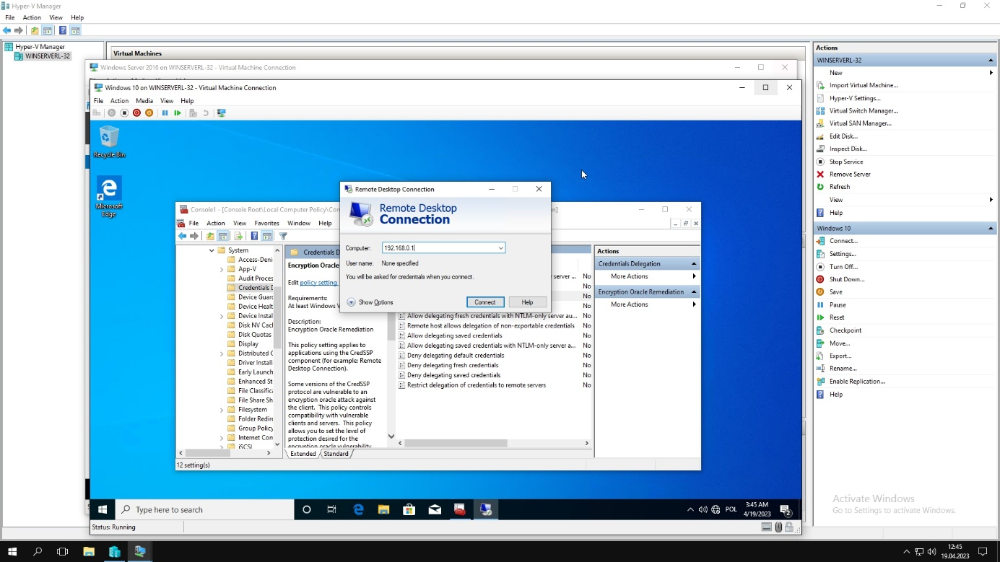 Hyper-V Manager
File Action View Help
Hyper-V Manager
WINSERVERL-32
Virtual Machines
Windows Server 2016 on WINSERVERL-32 - Virtual Machine Connection
Windows 10 on WINSERVERL-32 - Virtual Machine Connection
File Action Media View Help
Recycle Bin
Microsoft
Edge
Console1 - [Console Root\Local Computer Policy\Con
File Action View Favorites Window Help
System
Access-Deni
App-V
Audit Proces
Credentials D
Device Guard
Device Healt
Device Instal
Disk NV Cach
Disk Quotas
Display
Distributed C
Driver Install
Early Launch
Enhanced St
File Classific
File Share Sh
Filesystem
Folder Redire
Group Policy
Internet Com
iSCSI
Credentials D
Encryption Oracle
Edit policy setting
Requirements:
At least Windows V
Description:
Encryption Oracle Remediation
This policy setting applies to
applications using the CredSSP
component (for example: Remote
Desktop Connection).
Some versions of the CredSSP
protocol are vulnerable to an
encryption oracle attack against
the client. This policy controls
compatibility with vulnerable
clients and servers. This policy
allows you to set the level of
protection desired for the
encryption oracle vulnerability
server ... No
No
No
Allow delegating fresh credentials with NTLM-only server au... No
Remote host allows delegation of non-exportable credentials No
Allow delegating saved credentials No
Allow delegating saved credentials with NTLM-only server a... No
Deny delegating default credentials No
Deny delegating fresh credentials No
Deny delegating saved credentials No
Restrict delegation of credentials to remote servers No
Extended Standard
12 setting(s)
Actions
Credentials Delegation
More Actions
Encryption Oracle Remediation
More Actions
Remote Desktop Connection
Remote Desktop
Connection
Computer: 192.168.0.1
User name: None specified
You will be asked for credentials when you connect.
Show Options Connect Help
Type here to search
POL
3:45 AM
4/19/2023
2
Status: Running
Actions
WINSERVERL-32
New
Import Virtual Machine...
Hyper-V Settings...
Virtual Switch Manager...
Virtual SAN Manager...
Edit Disk...
Inspect Disk...
Stop Service
Remove Server
Refresh
View
Help
Windows 10
Connect...
Settings...
Turn Off...
Shut Down...
Save
Pause
Reset
Checkpoint
Move...
Export...
Rename...
Enable Replication...
Help
Activate Windows
Go to Settings to activate Windows.
12:45
19.04.2023